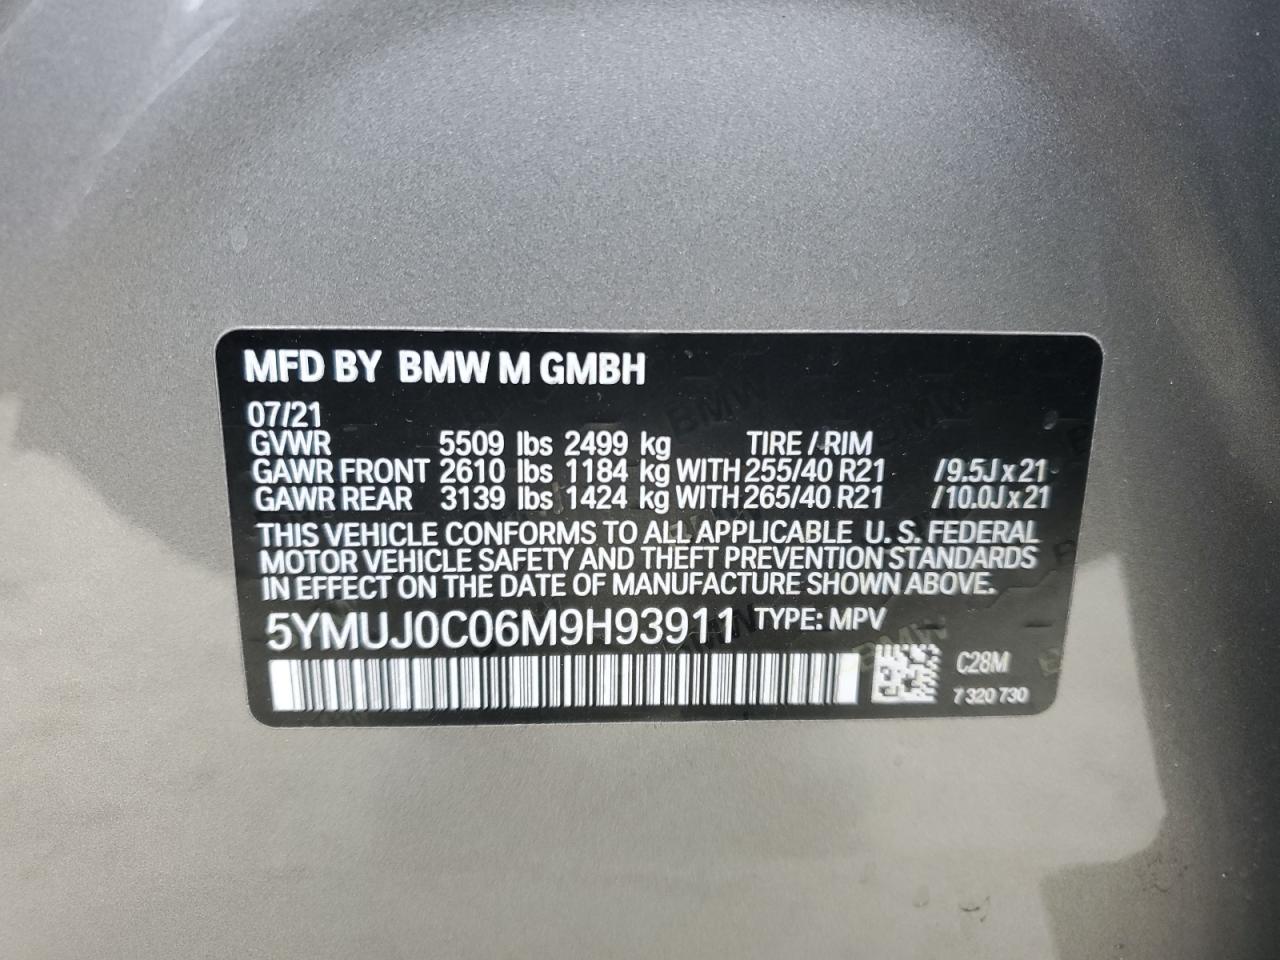 MFD BY BMW M GMBH
07/21
GVWR 5509 lbs 2499 kg TIRE / RIM
GAWR FRONT 2610 lbs 1184 kg WITH 255/40 R21 /9.5J x 21
GAWR REAR 3139 lbs 1424 kg WITH 265/40 R21 /10.0J x 21
THIS VEHICLE CONFORMS TO ALL APPLICABLE U. S. FEDERAL
MOTOR VEHICLE SAFETY AND THEFT PREVENTION STANDARDS
IN EFFECT ON THE DATE OF MANUFACTURE SHOWN ABOVE.
5YMUJ0C06M9H93911 TYPE: MPV
C28M
7 320 730